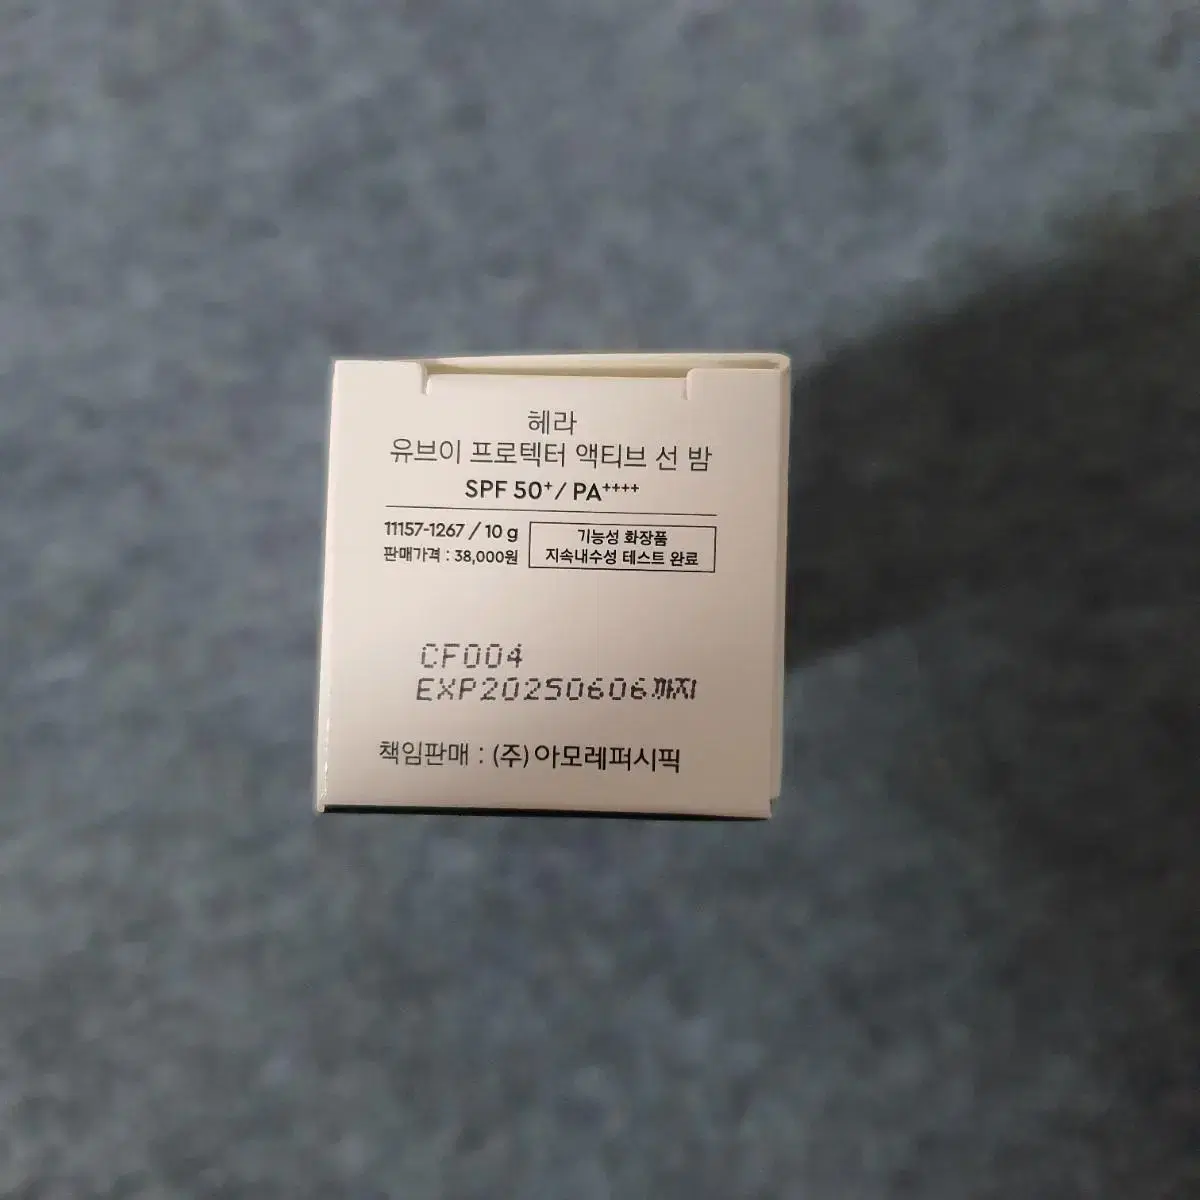 헤라
유브이 프로텍터 액티브 선 밤
SPF 50+/ PA++++
11157-1267 / 10 g
판매가격 : 38,000원
기능성 화장품
지속내수성 테스트 완료
CF004
EXP20250606까지
책임판매 : (주)아모레퍼시픽